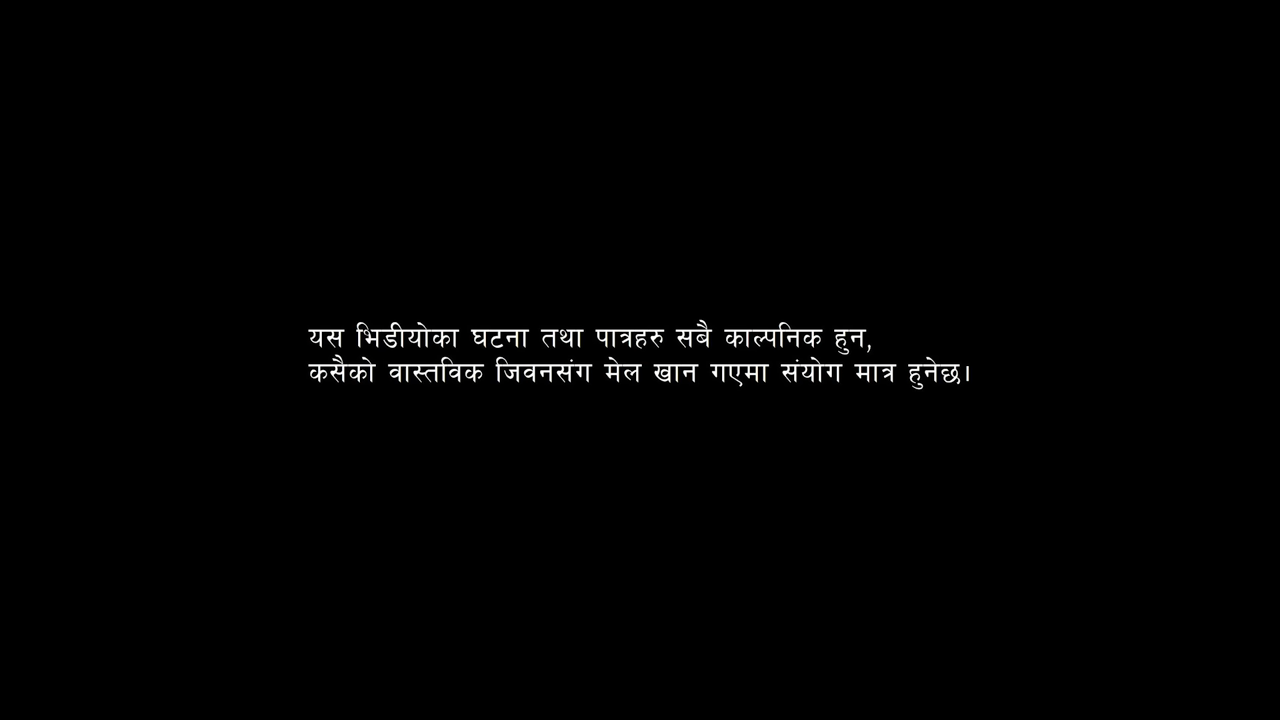 यस भिडीयोका घटना तथा पात्रहरु सबै काल्पनिक हुन,
कसैको वास्तविक जिवनसंग मेल खान गएमा संयोग मात्र हुनेछ।